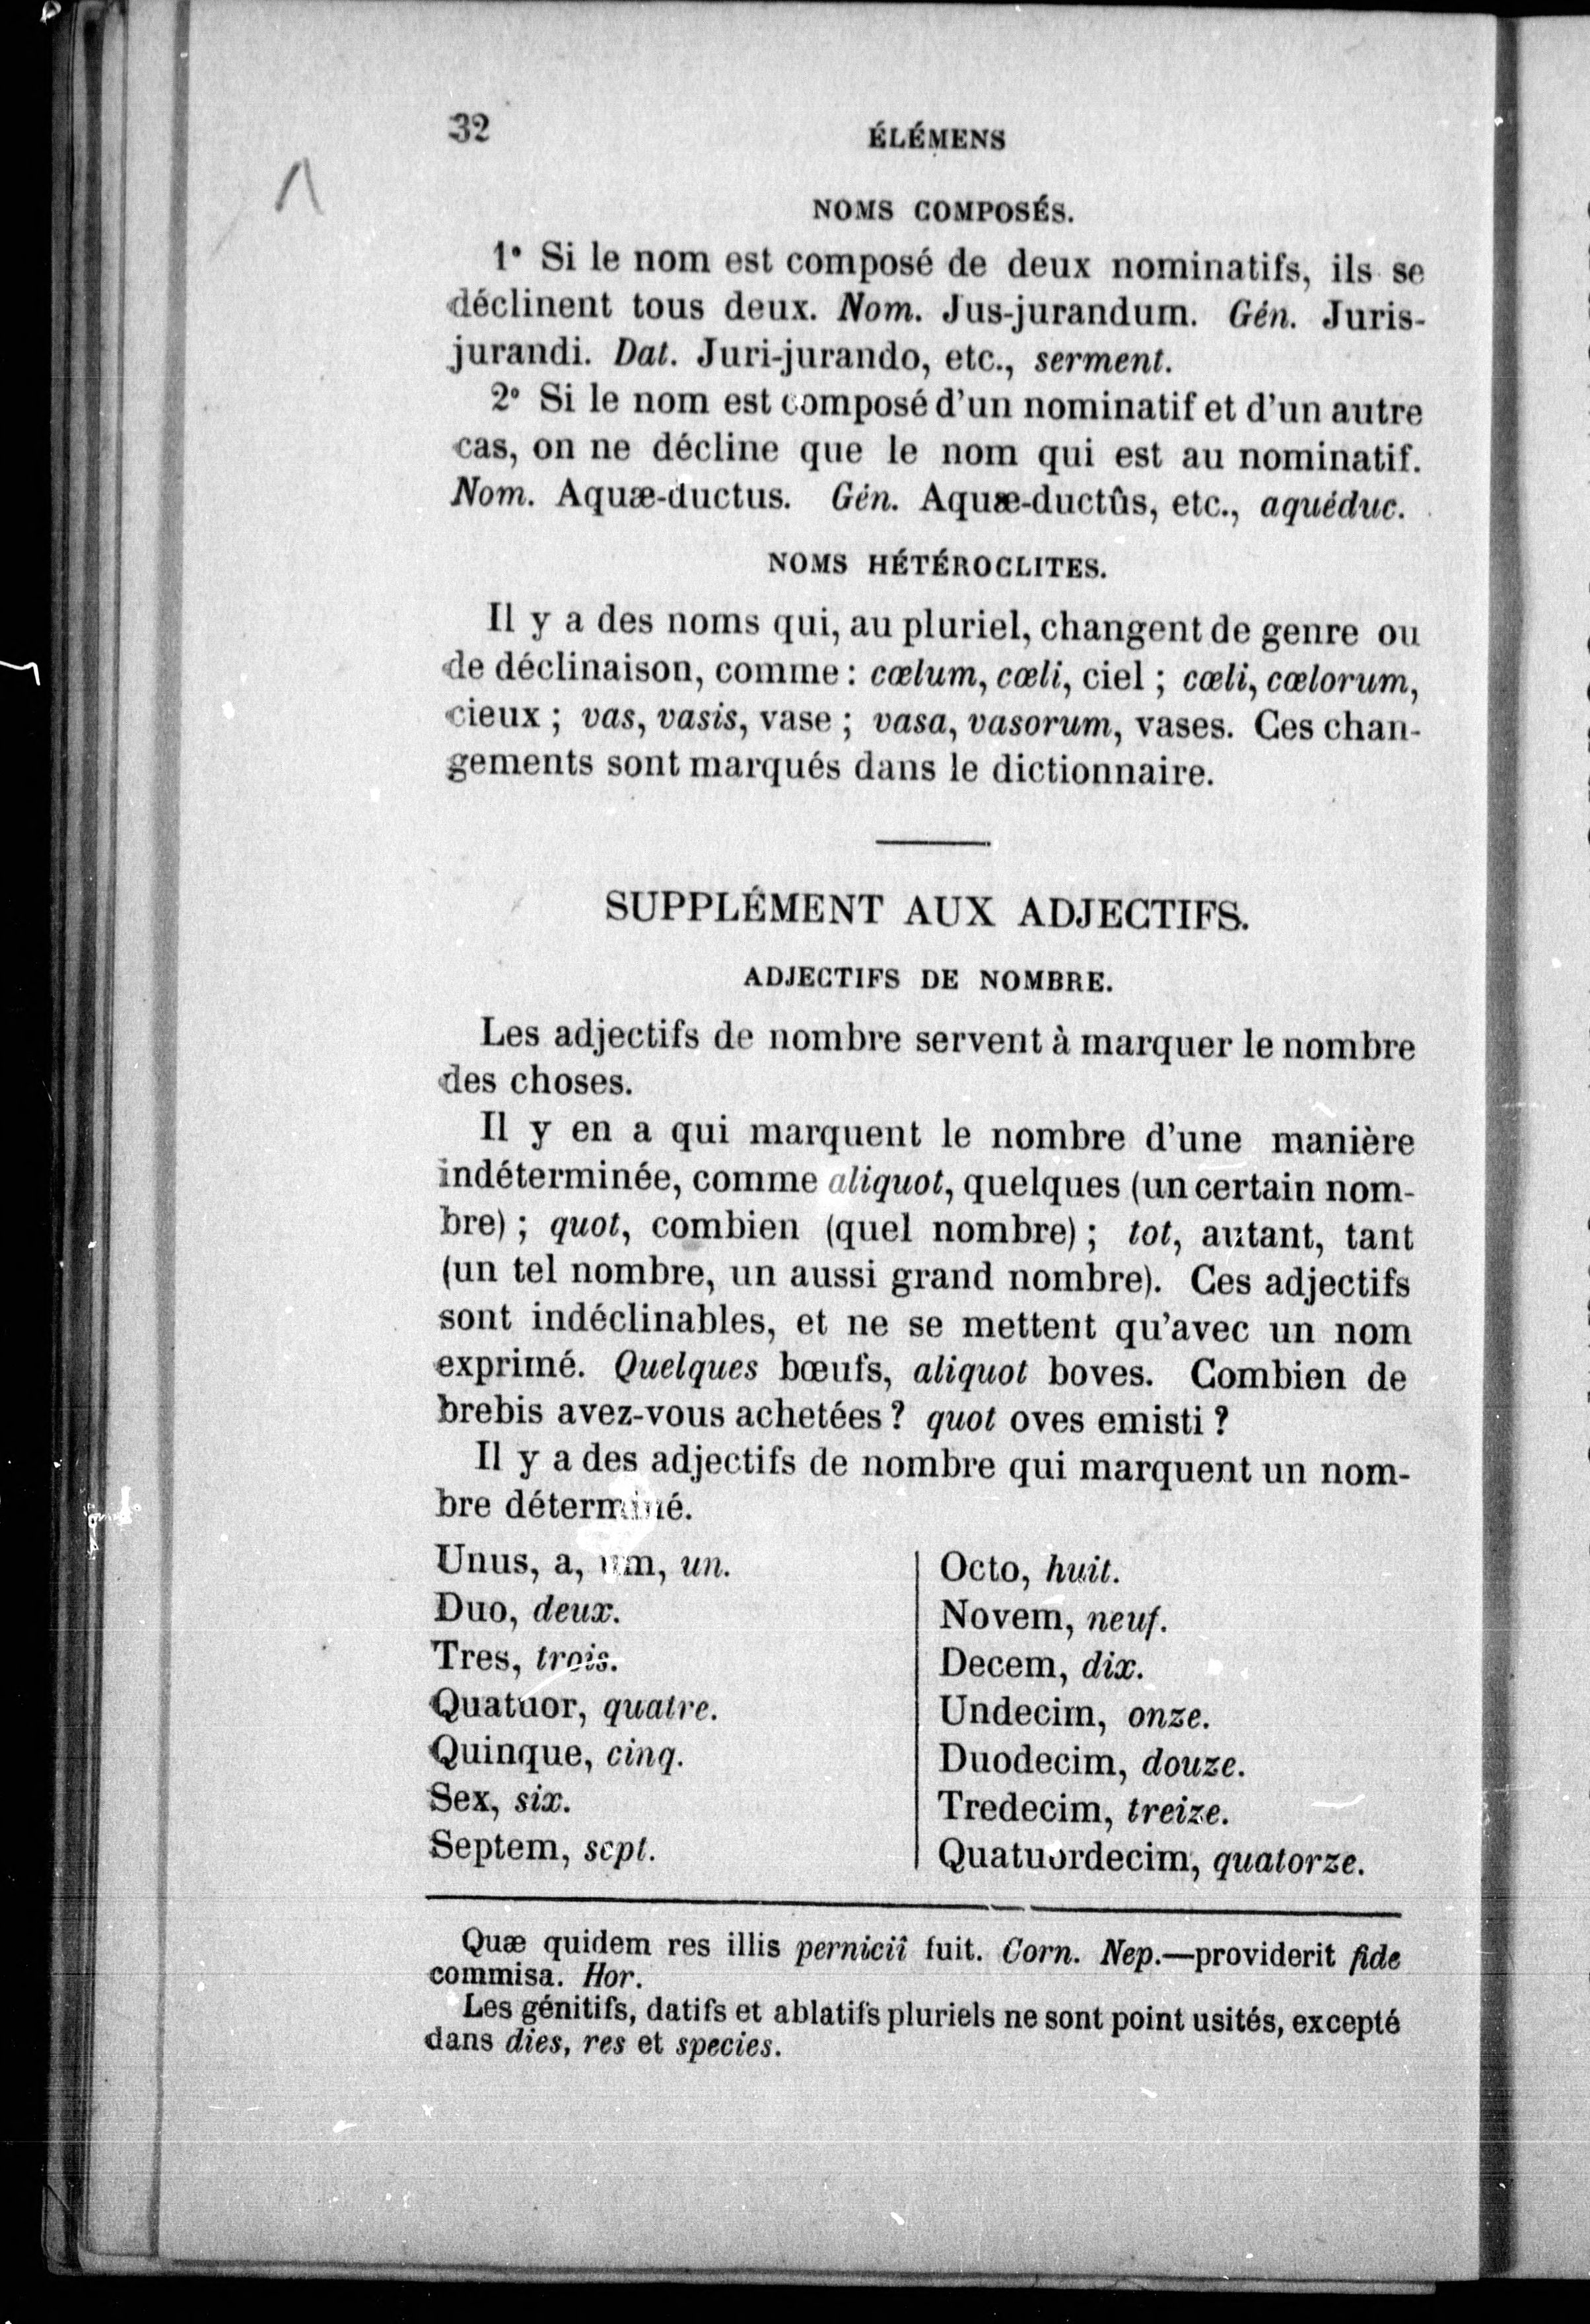 32
ÉLÉMENS
NOMS COMPOSÉS.
1° Si le nom est composé de deux nominatifs, ils se
déclinent tous deux. Nom. Jus-jurandum. Gén. Juris-
jurandi. Dat. Juri-jurando, etc., serment.
2° Si le nom est composé d'un nominatif et d'un autre
cas, on ne décline que le nom qui est au nominatif.
Nom. Aquæ-ductus. Gén. Aquæ-ductûs, etc., aquéduc.
NOMS HÉTÉROCLITES.
Il y a des noms qui, au pluriel, changent de genre ou
de déclinaison, comme : cœlum, cœli, ciel ; cœli, cœlorum,
cieux ; vas, vasis, vase ; vasa, vasorum, vases. Ces chan-
gements sont marqués dans le dictionnaire.
SUPPLÉMENT AUX ADJECTIFS.
ADJECTIFS DE NOMBRE.
Les adjectifs de nombre servent à marquer le nombre
des choses.
Il y en a qui marquent le nombre d'une manière
indéterminée, comme aliquot, quelques (un certain nom-
bre) ; quot, combien (quel nombre) ; tot, autant, tant
(un tel nombre, un aussi grand nombre). Ces adjectifs
sont indéclinables, et ne se mettent qu'avec un nom
exprimé. Quelques bœufs, aliquot boves. Combien de
brebis avez-vous achetées ? quot oves emisti ?
Il y a des adjectifs de nombre qui marquent un nom-
bre déterminé.
Unus, a, um, un.
Duo, deux.
Tres, trois.
Quatuor, quatre.
Quinque, cinq.
Sex, six.
Septem, sept.
Octo, huit.
Novem, neuf.
Decem, dix.
Undecim, onze.
Duodecim, douze.
Tredecim, treize.
Quatuordecim, quatorze.
Quæ quidem res illis perniciî fuit. Corn. Nep.—providerit fide
commisa. Hor.
Les génitifs, datifs et ablatifs pluriels ne sont point usités, excepté
dans dies, res et species.